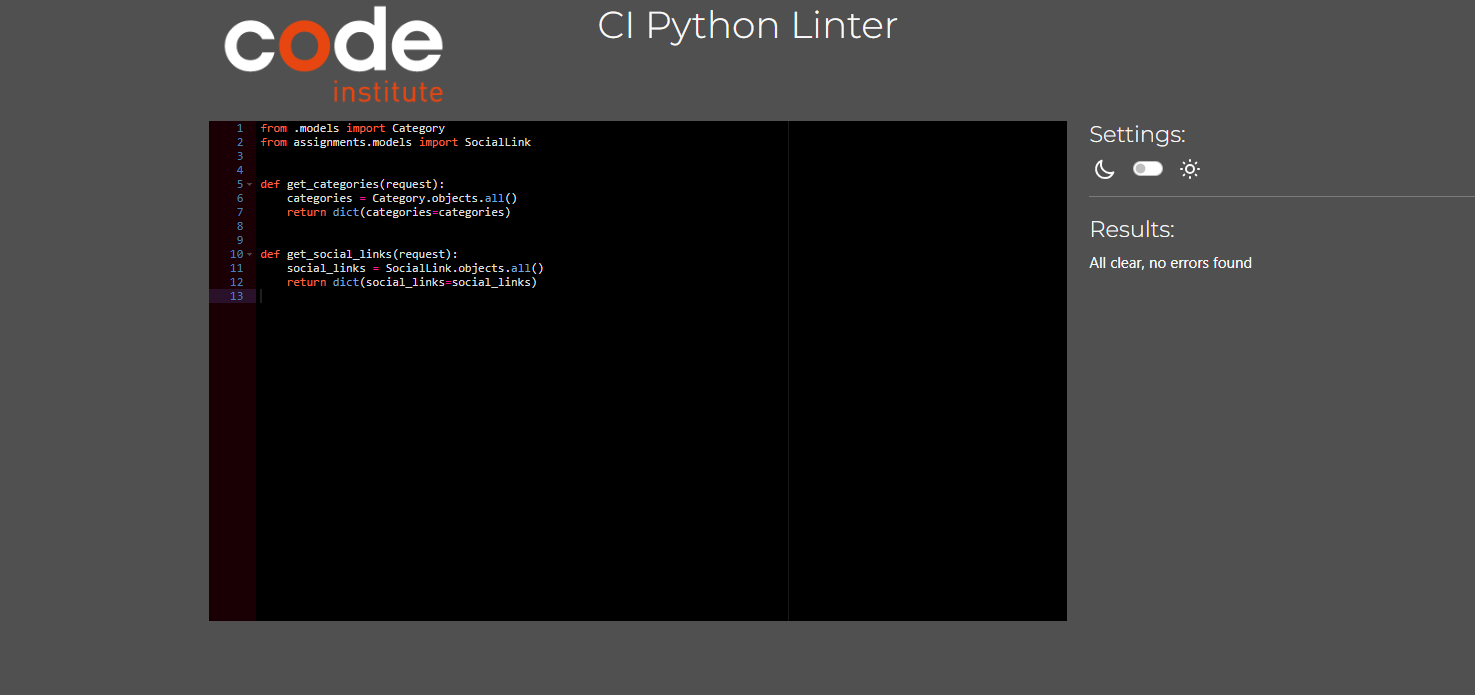 code
institute
CI Python Linter
1 from .models import Category
2 from assignments.models import SocialLink
3
4
5 def get_categories(request):
6     categories = Category.objects.all()
7     return dict(categories=categories)
8
9
10 def get_social_links(request):
11     social_links = SocialLink.objects.all()
12     return dict(social_links=social_links)
13
Settings:
Results:
All clear, no errors found